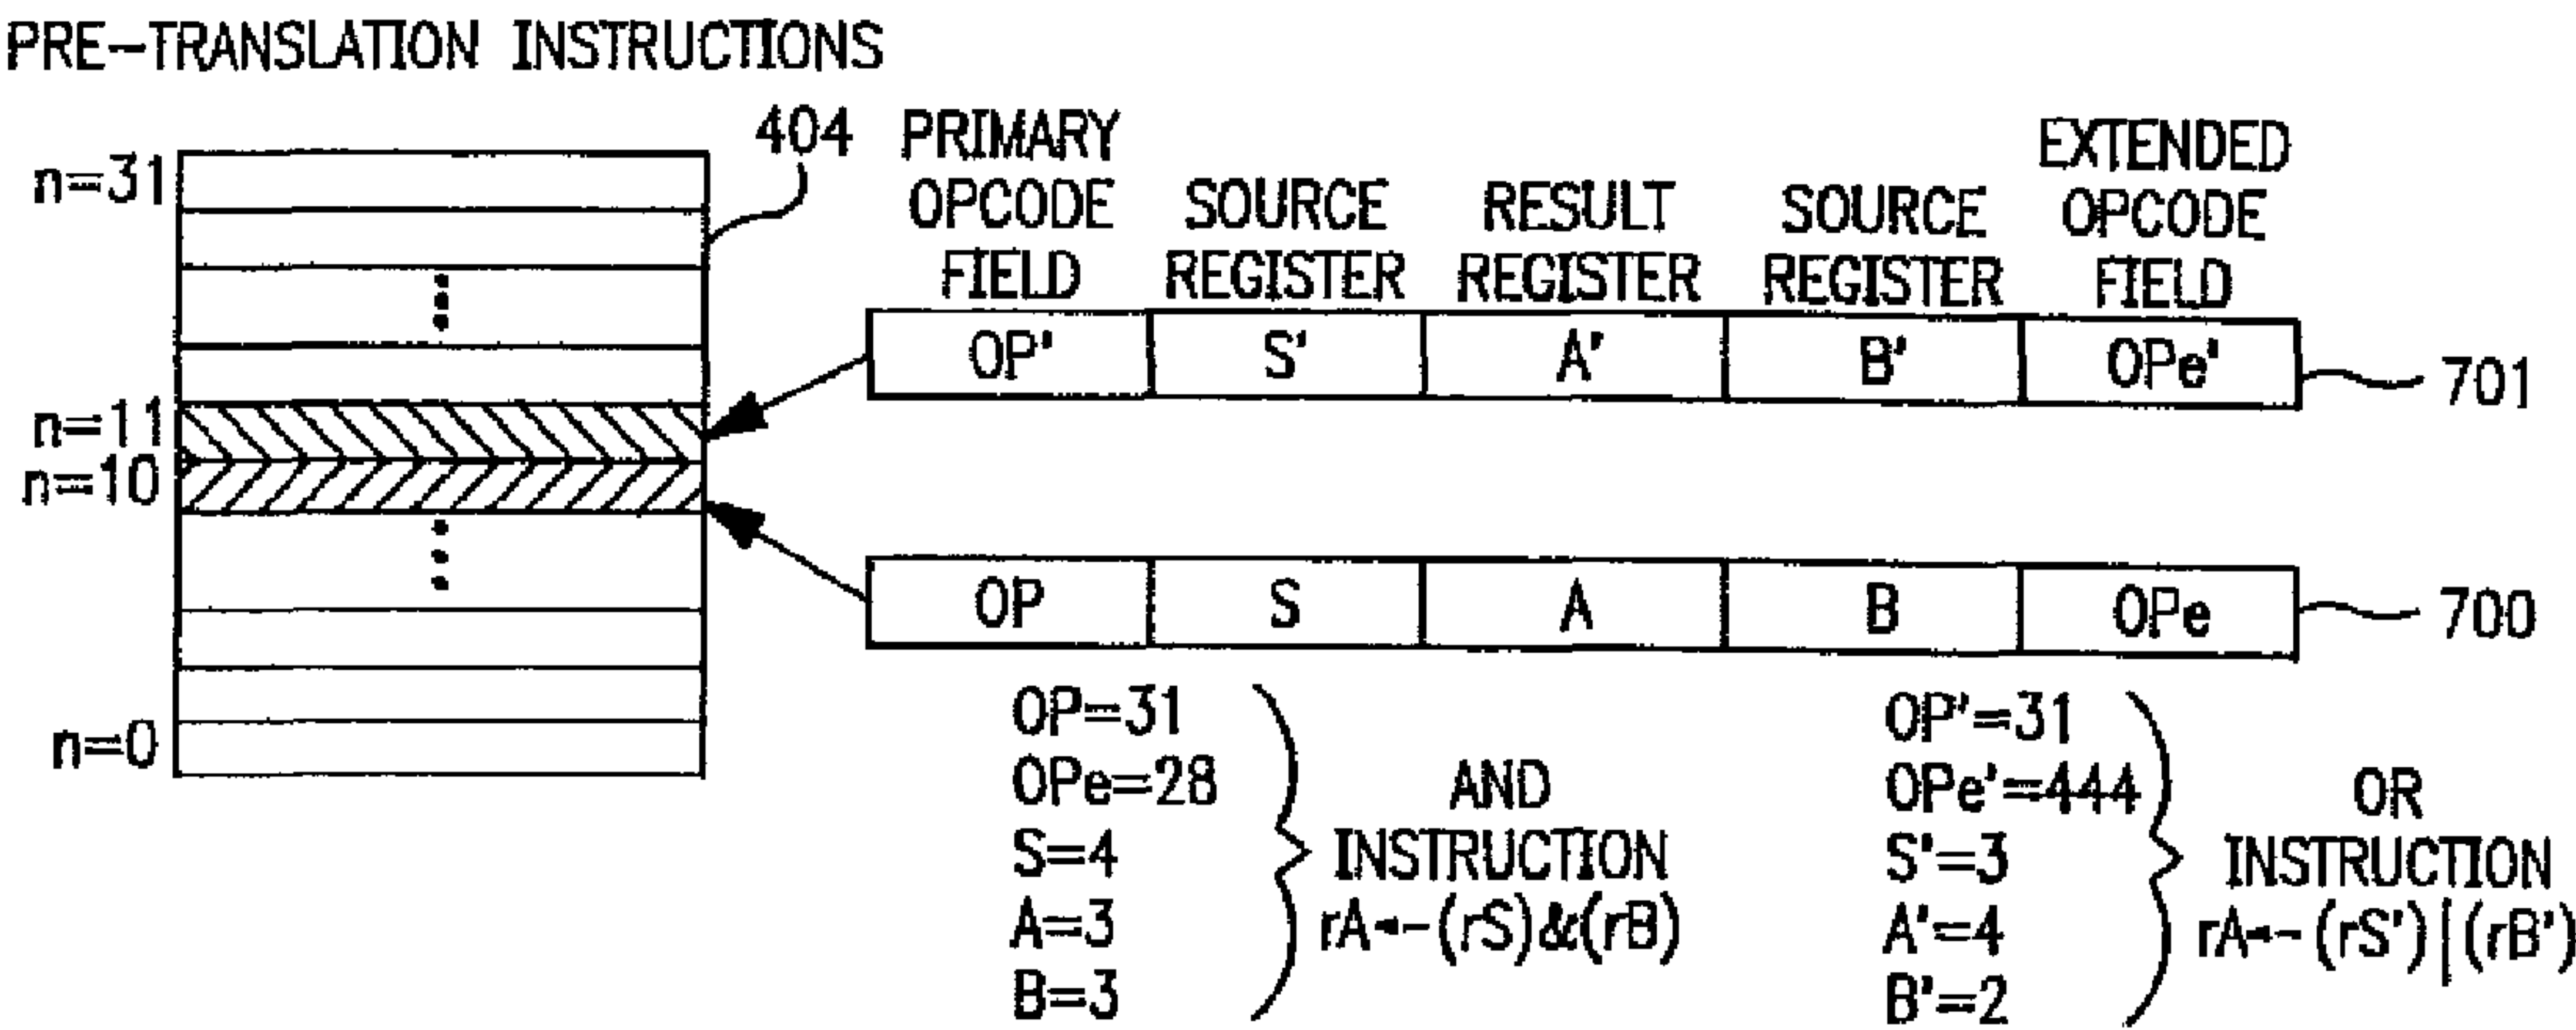 PRE-TRANSLATION INSTRUCTIONS
404
n=31
n=11
n=10
n=0
PRIMARY
OPCODE
FIELD
SOURCE
REGISTER
RESULT
REGISTER
SOURCE
REGISTER
EXTENDED
OPCODE
FIELD
OP' S' A' B' OPe'
701
OP S A B OPe
700
OP=31
OPe=28
S=4
A=3
B=3
AND
INSTRUCTION
rA←(rS)&(rB)
OP'=31
OPe'=444
S'=3
A'=4
B'=2
OR
INSTRUCTION
rA←(rS')|(rB')